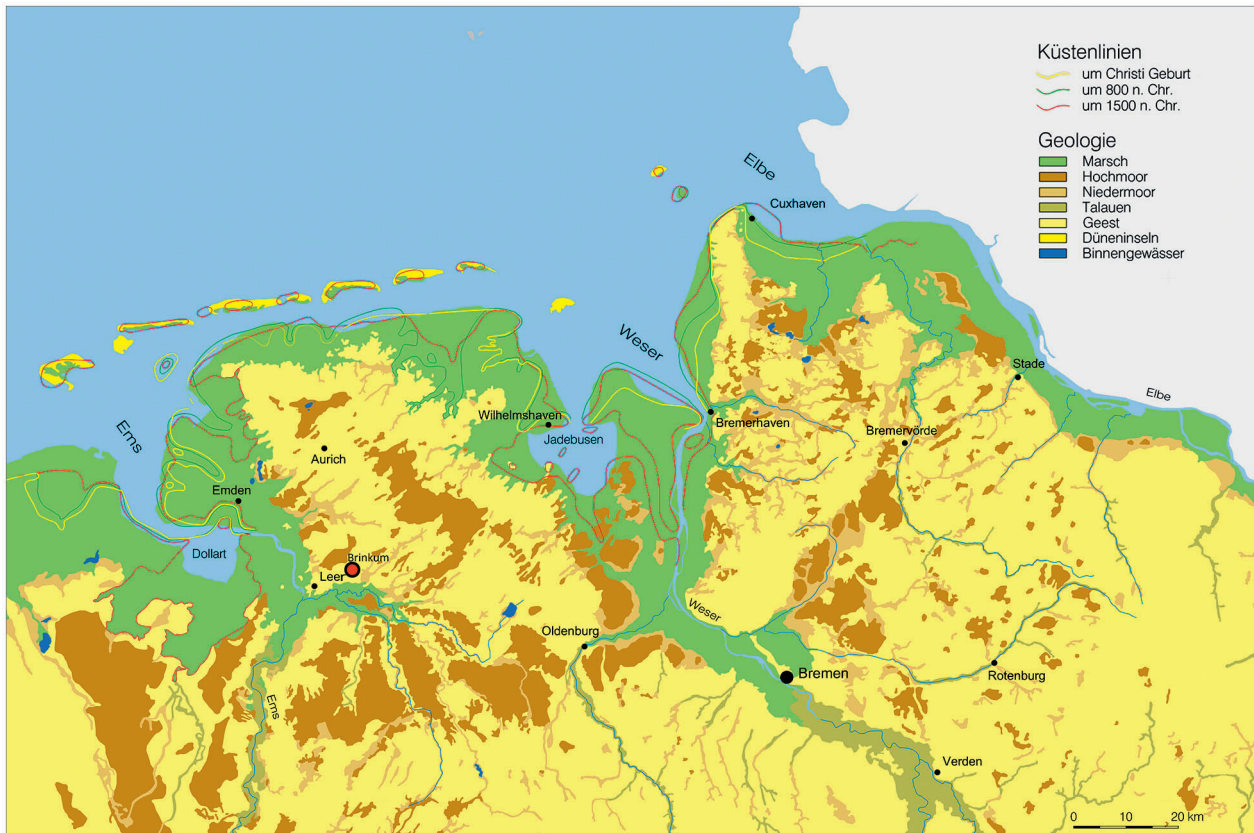 Küstenlinien
um Christi Geburt
um 800 n. Chr.
um 1500 n. Chr.
Geologie
Marsch
Hochmoor
Niedermoor
Talauen
Geest
Düneninseln
Binnengewässer
Elbe
Cuxhaven
Weser
Stade
Elbe
Wilhelmshaven
Jadebusen
Bremerhaven
Bremervörde
Ems
Aurich
Emden
Dollart
Brinkum
Leer
Weser
Oldenburg
Bremen
Rotenburg
Ems
Verden
0 10 20 km